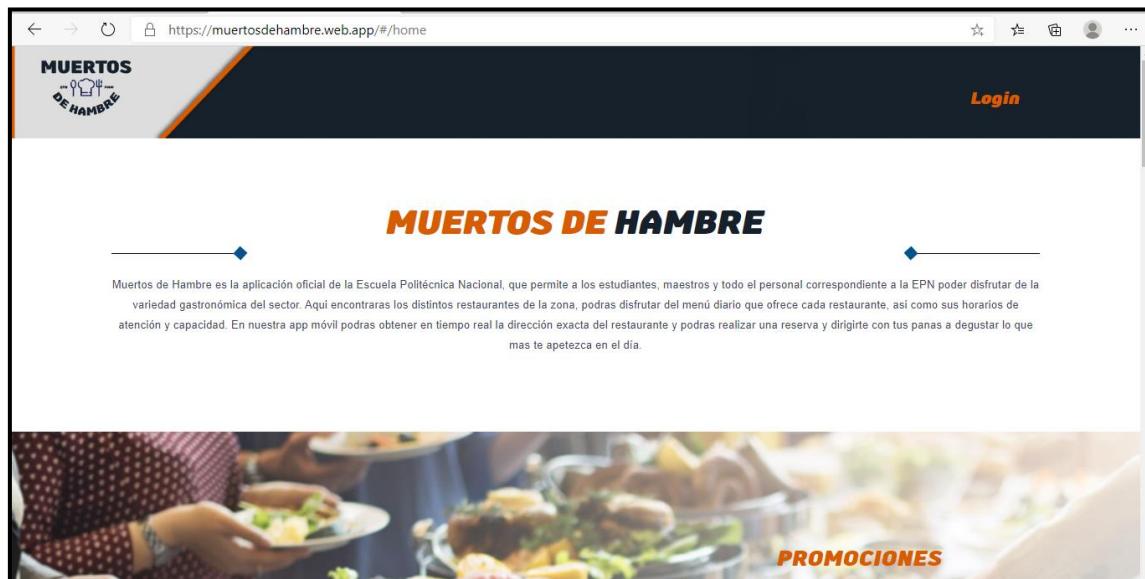 https://muertosdehambre.web.app/#/home
MUERTOS
DE HAMBRE
Login
MUERTOS DE HAMBRE
Muertos de Hambre es la aplicación oficial de la Escuela Politécnica Nacional, que permite a los estudiantes, maestros y todo el personal correspondiente a la EPN poder disfrutar de la
variedad gastronómica del sector. Aqui encontraras los distintos restaurantes de la zona, podras disfrutar del menú diario que ofrece cada restaurante, asi como sus horarios de
atención y capacidad. En nuestra app móvil podras obtener en tiempo real la dirección exacta del restaurante y podras realizar una reserva y dirigirte con tus panas a degustar lo que
mas te apetezca en el día.
PROMOCIONES